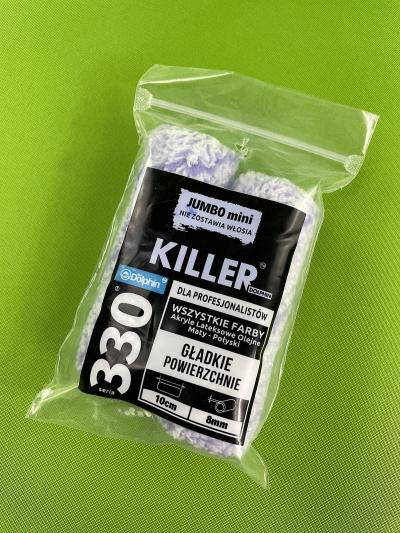 JUMBO mini
NIE ZOSTAWIA WŁOSIA
KILLER™
DOLPHIN
Dolphin
DLA PROFESJONALISTÓW
WSZYSTKIE FARBY
Akryle Lateksowe Olejne
Maty - Połyski
GŁADKIE
POWIERZCHNIE
10cm
8mm
seria 330